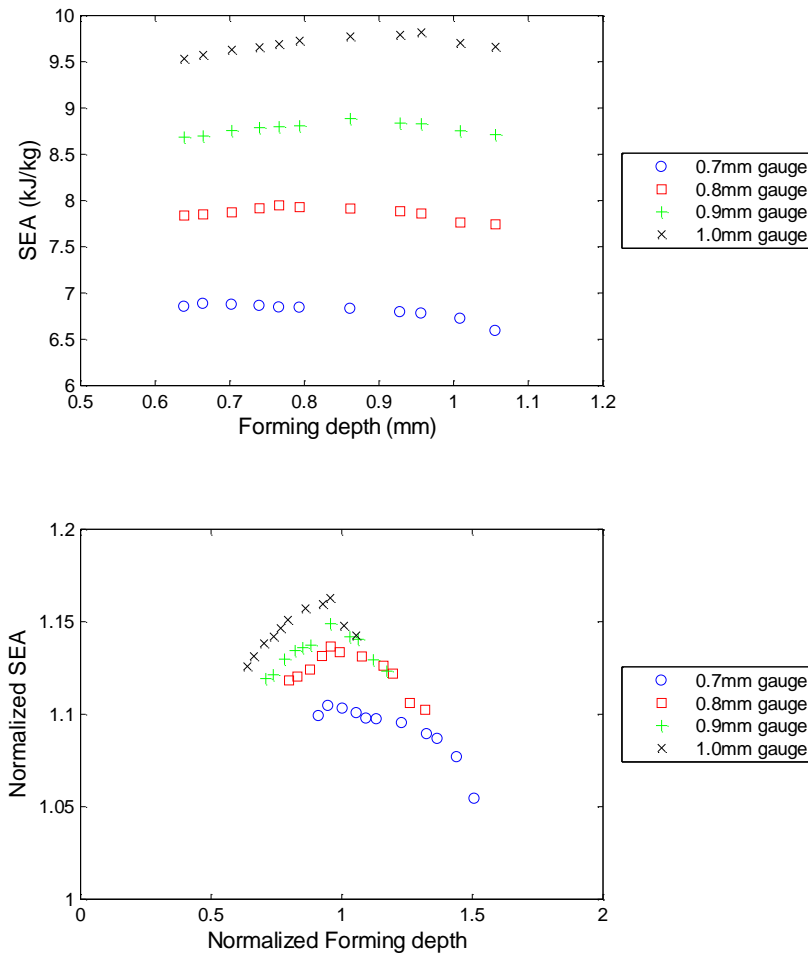 10
9.5
9
8.5
8
7.5
7
6.5
6
SEA (kJ/kg)
0.5 0.6 0.7 0.8 0.9 1 1.1 1.2
Forming depth (mm)
0.7mm gauge
0.8mm gauge
0.9mm gauge
1.0mm gauge
1.2
1.15
1.1
1.05
1
Normalized SEA
0 0.5 1 1.5 2
Normalized Forming depth
0.7mm gauge
0.8mm gauge
0.9mm gauge
1.0mm gauge